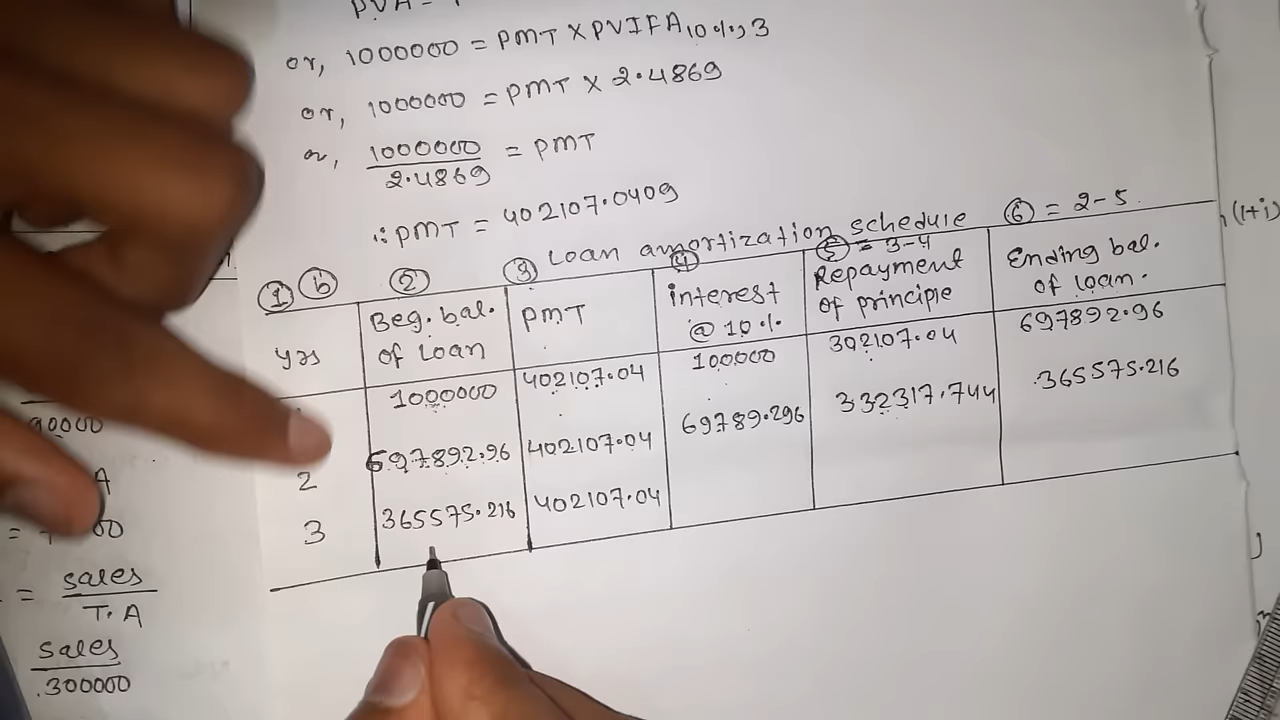 or, 1000000 = PMT X PVIFA 10%, 3
or, 1000000 = PMT X 2.4869
or, 1000000 / 2.4869 = PMT
∴ PMT = 402107.0409
Loan amortization schedule
① ⑥ ② ③ ④ ⑤ = 3-4 ⑥ = 2-5
yrs | Beg. bal. of Loan | PMT | interest @ 10% | Repayment of principle | Ending bal. of loan.
1000000 | 402107.04 | 100000 | 302107.04 | 697892.96
2 | 697892.96 | 402107.04 | 69789.296 | 332317.744 | 365575.216
3 | 365575.216 | 402107.04
(1+i)
A
= sales / T.A
sales / .300000